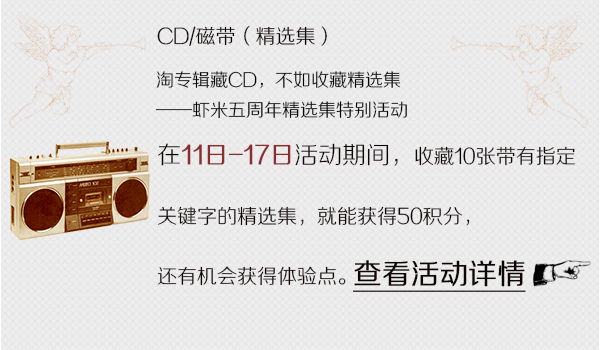 CD/磁带（精选集）
淘专辑藏CD，不如收藏精选集
——虾米五周年精选集特别活动
在11日-17日活动期间，收藏10张带有指定
关键字的精选集，就能获得50积分，
还有机会获得体验点。查看活动详情